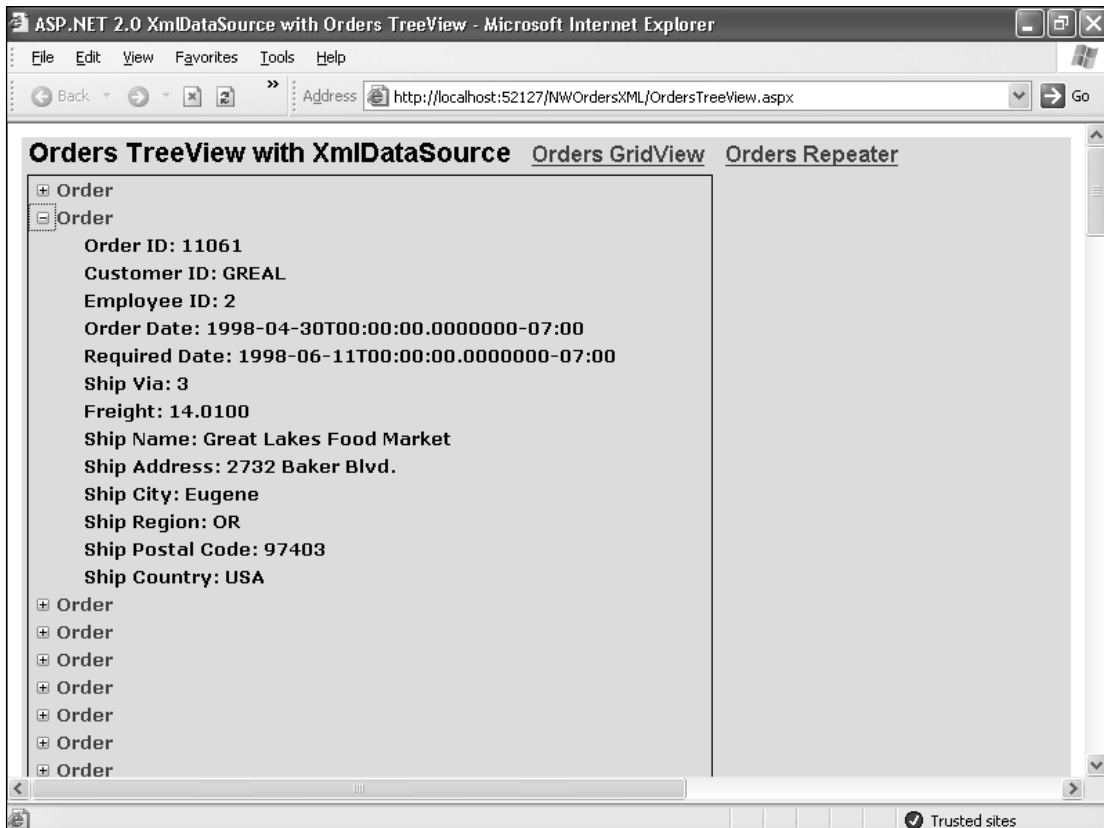 ASP.NET 2.0 XmlDataSource with Orders TreeView - Microsoft Internet Explorer
File Edit View Favorites Tools Help
Back » Address http://localhost:52127/NWOrdersXML/OrdersTreeView.aspx Go
Orders TreeView with XmlDataSource Orders GridView Orders Repeater
Order
Order
Order ID: 11061
Customer ID: GREAL
Employee ID: 2
Order Date: 1998-04-30T00:00:00.0000000-07:00
Required Date: 1998-06-11T00:00:00.0000000-07:00
Ship Via: 3
Freight: 14.0100
Ship Name: Great Lakes Food Market
Ship Address: 2732 Baker Blvd.
Ship City: Eugene
Ship Region: OR
Ship Postal Code: 97403
Ship Country: USA
Order
Order
Order
Order
Order
Order
Order
Trusted sites